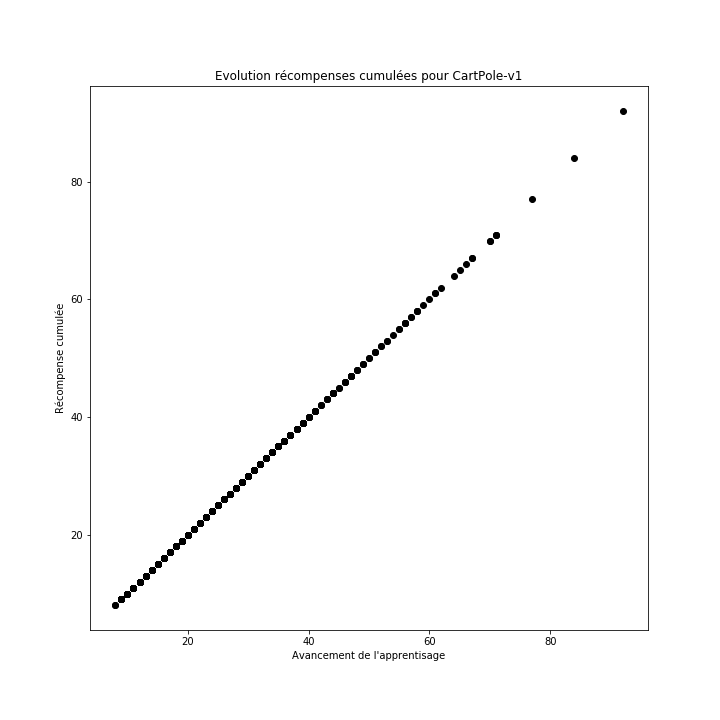 Evolution récompenses cumulées pour CartPole-v1
Récompense cumulée
80
60
40
20
20 40 60 80
Avancement de l'apprentisage